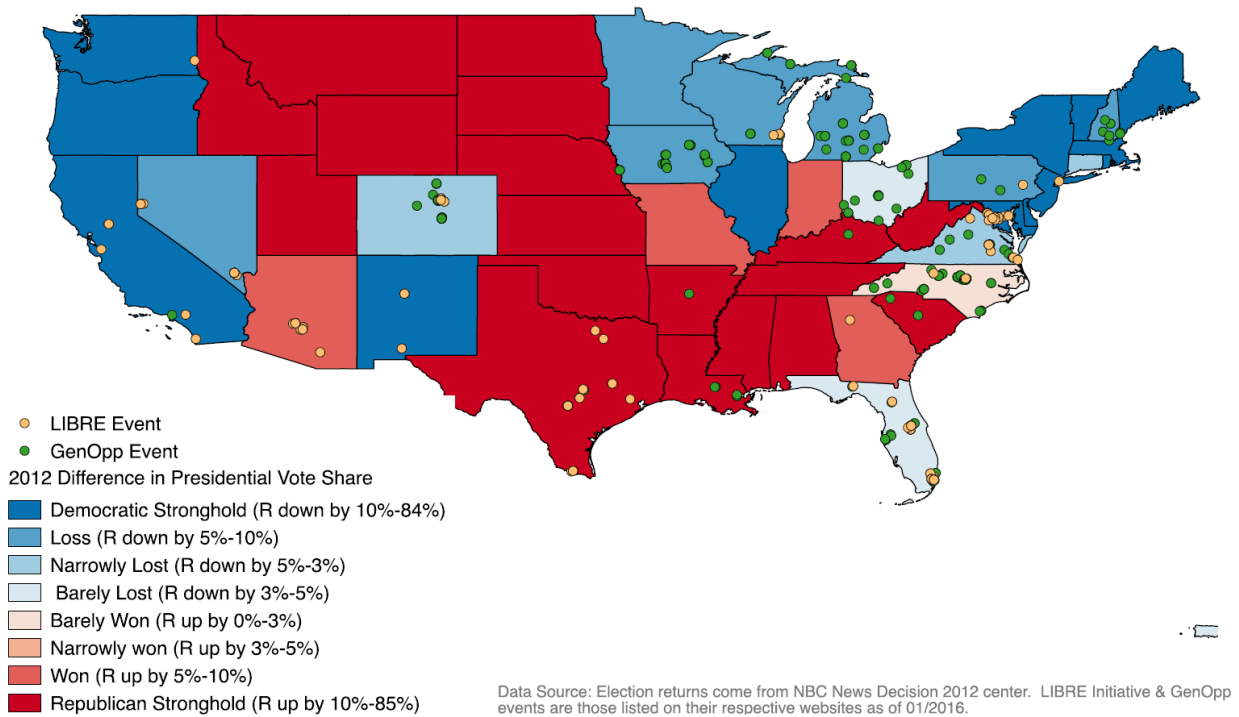 LIBRE Event
GenOpp Event
2012 Difference in Presidential Vote Share
Democratic Stronghold (R down by 10%-84%)
Loss (R down by 5%-10%)
Narrowly Lost (R down by 5%-3%)
Barely Lost (R down by 3%-5%)
Barely Won (R up by 0%-3%)
Narrowly won (R up by 3%-5%)
Won (R up by 5%-10%)
Republican Stronghold (R up by 10%-85%)
Data Source: Election returns come from NBC News Decision 2012 center. LIBRE Initiative & GenOpp
events are those listed on their respective websites as of 01/2016.